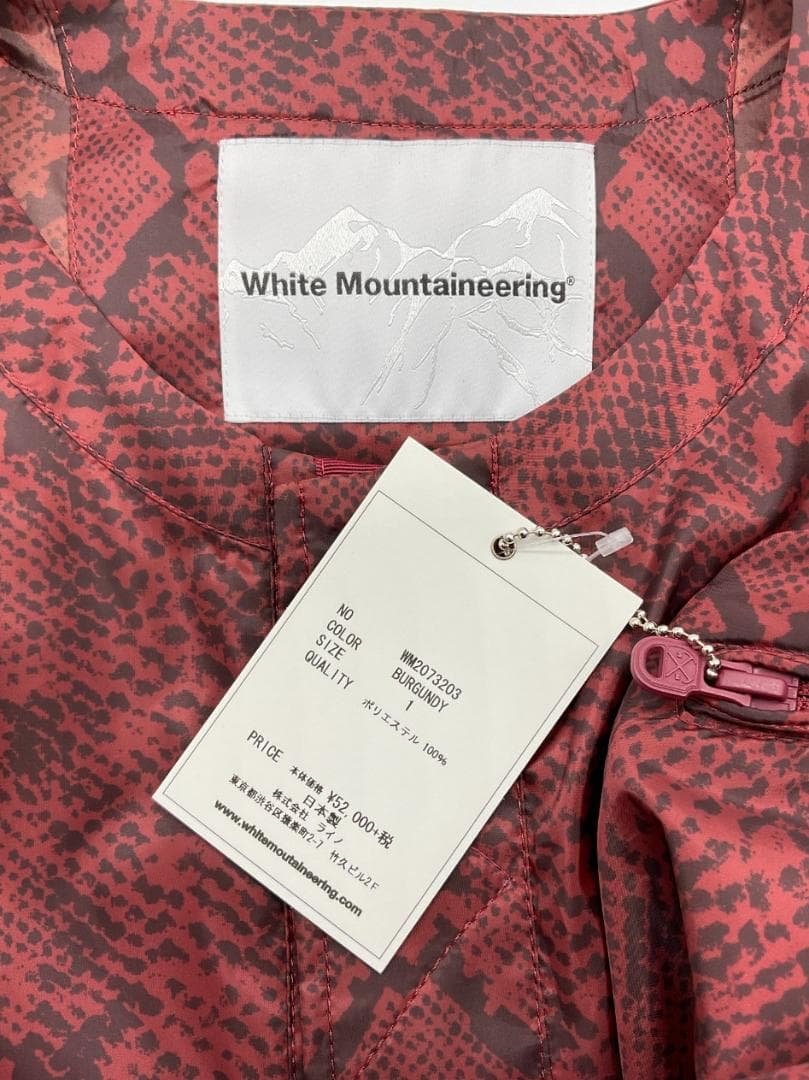 White Mountaineering®
NO WM2073203
COLOR BURGUNDY
SIZE 1
QUALITY ポリエステル 100%
PRICE 本体価格 ¥52,000+税
日本製
株式会社 ライノ
東京都渋谷区猿楽町2-7 竹久ビル2F
www.whitemoutaineering.com